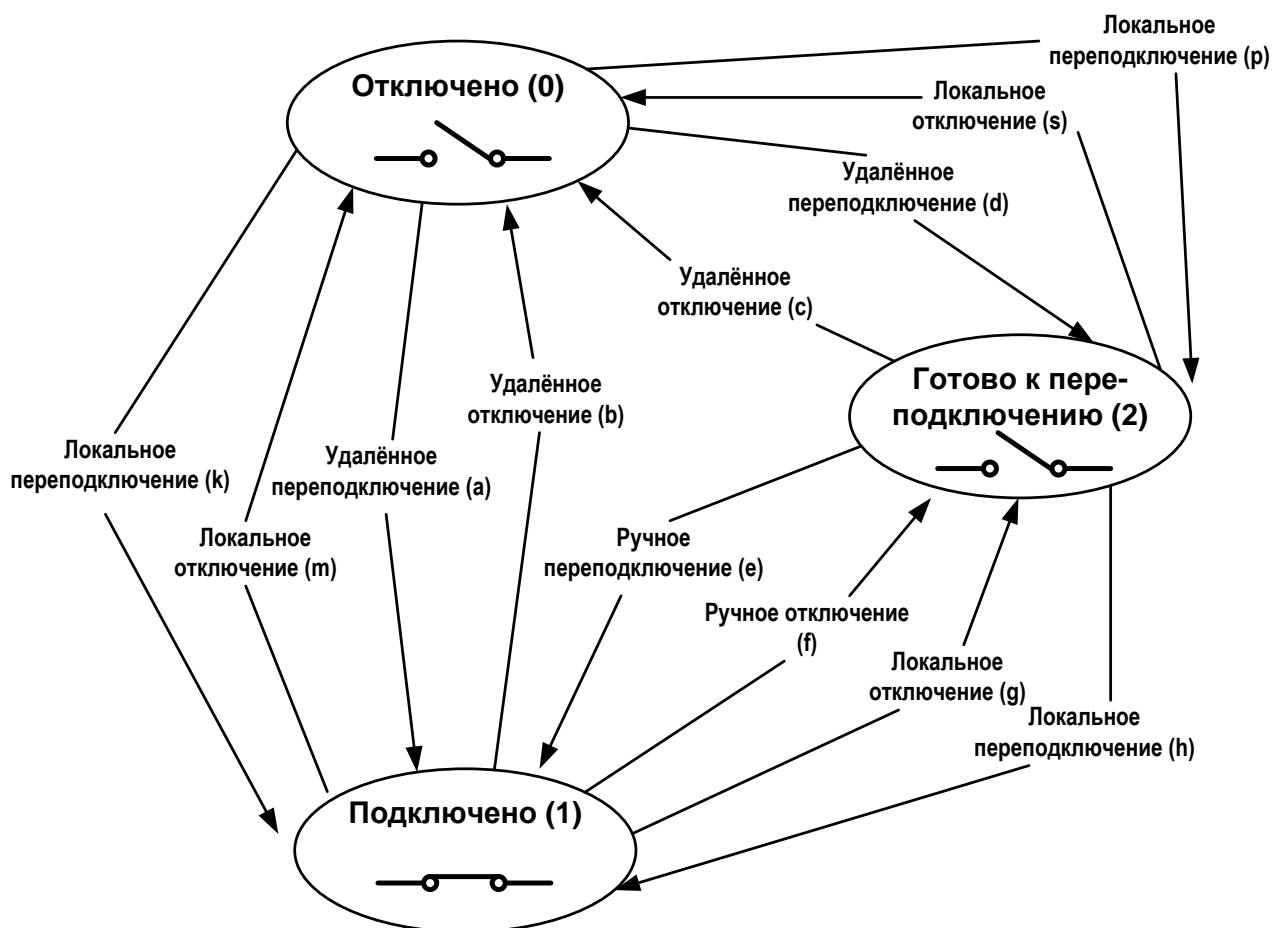 Локальное
переподключение (p)
Отключено (0)
Локальное
отключение (s)
Удалённое
переподключение (d)
Удалённое
отключение (c)
Готово к пере-
подключению (2)
Удалённое
отключение (b)
Локальное
переподключение (k)
Удалённое
переподключение (a)
Локальное
отключение (m)
Ручное
переподключение (e)
Ручное отключение
(f)
Локальное
отключение (g)
Локальное
переподключение (h)
Подключено (1)